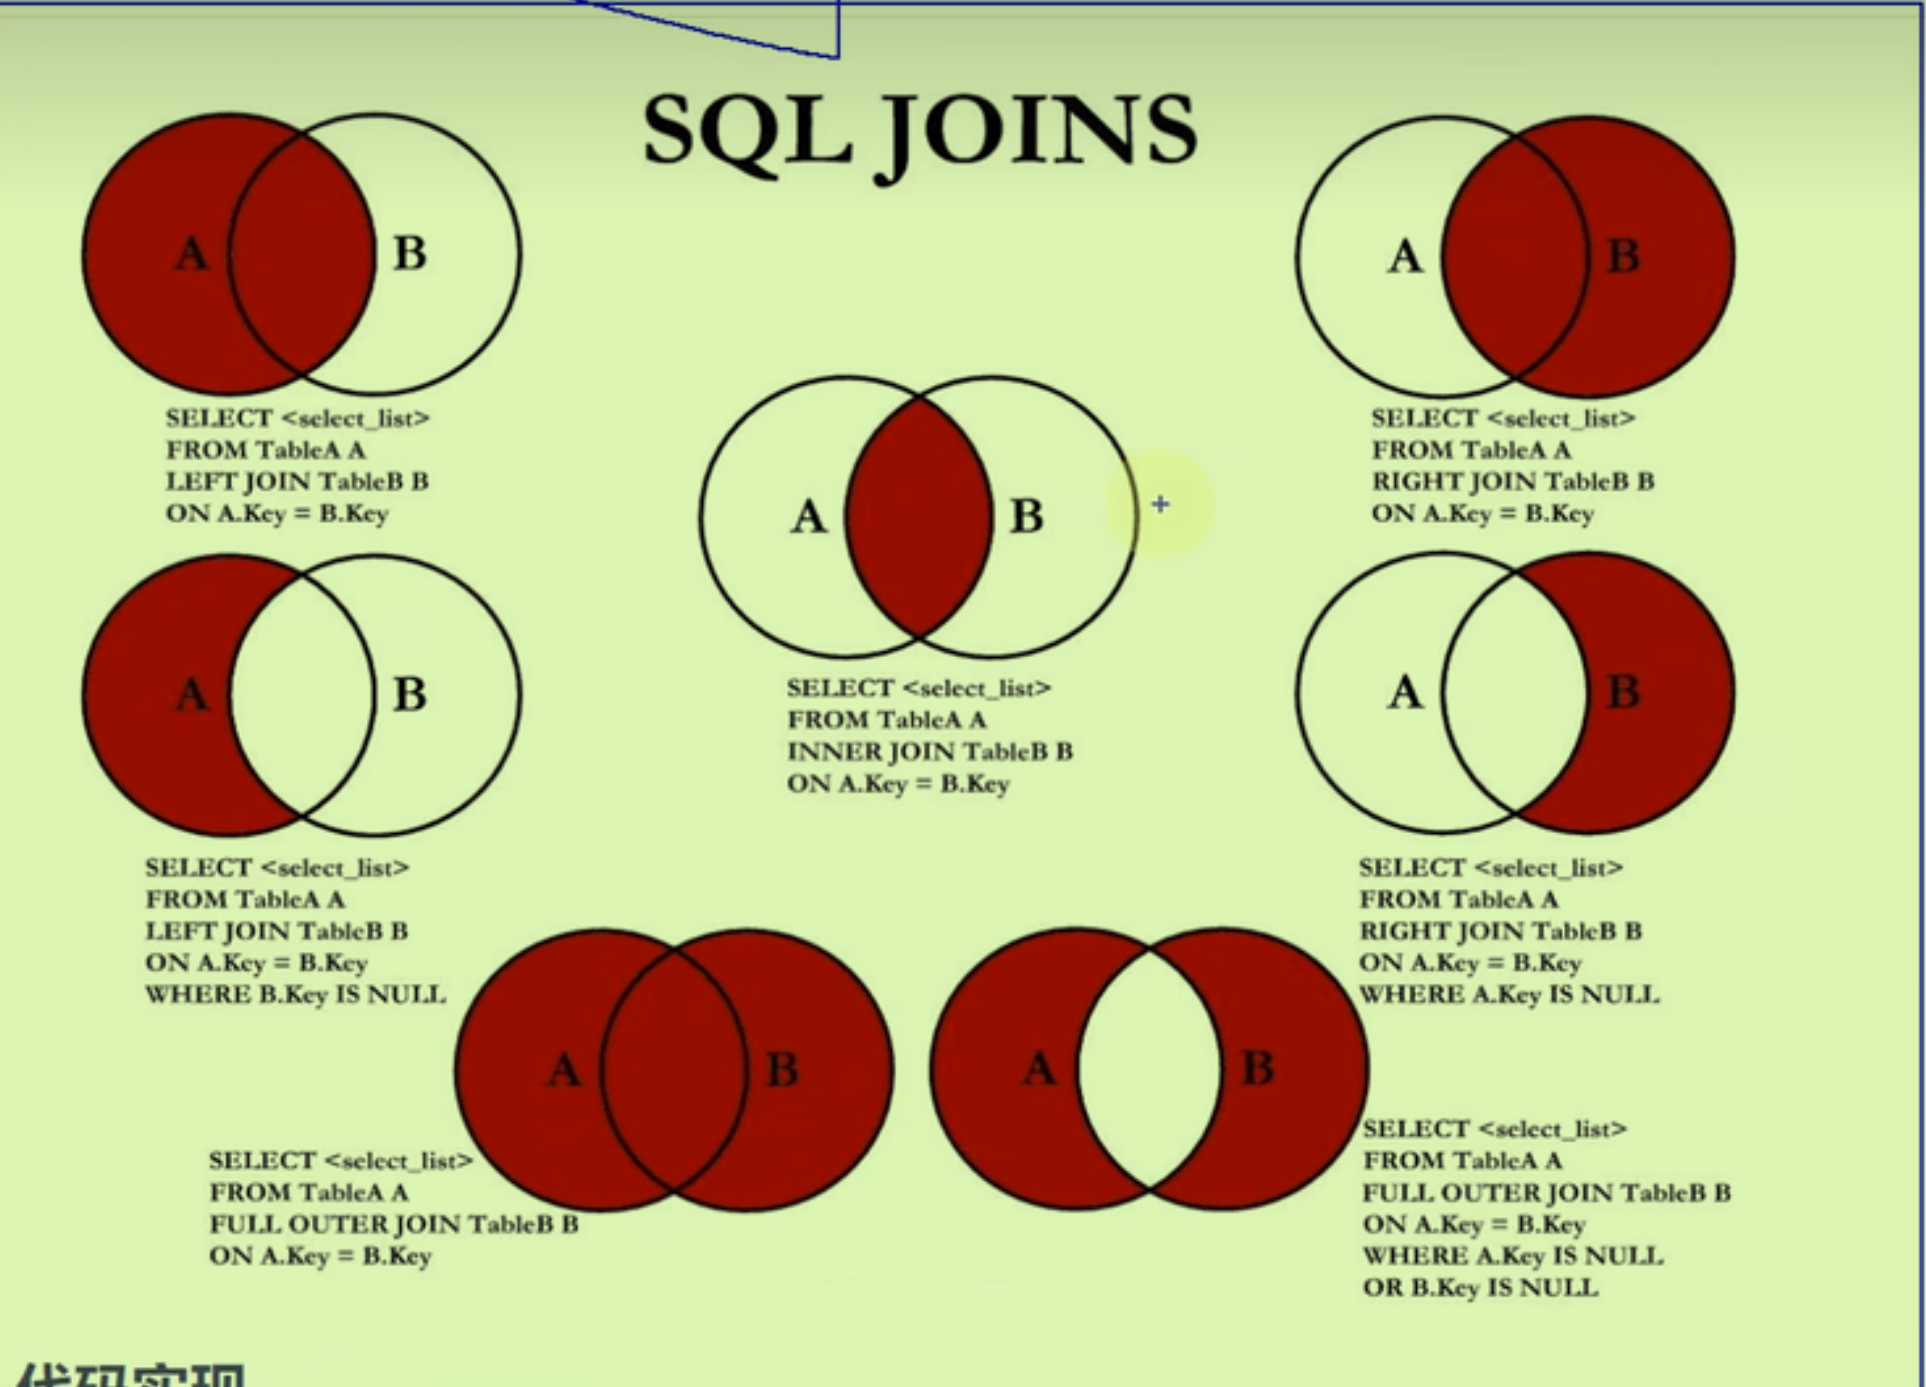 SQL JOINS
A
B
SELECT <select_list>
FROM TableA A
LEFT JOIN TableB B
ON A.Key = B.Key
A
B
SELECT <select_list>
FROM TableA A
RIGHT JOIN TableB B
ON A.Key = B.Key
A
B
SELECT <select_list>
FROM TableA A
INNER JOIN TableB B
ON A.Key = B.Key
A
B
SELECT <select_list>
FROM TableA A
LEFT JOIN TableB B
ON A.Key = B.Key
WHERE B.Key IS NULL
A
B
SELECT <select_list>
FROM TableA A
RIGHT JOIN TableB B
ON A.Key = B.Key
WHERE A.Key IS NULL
A
B
SELECT <select_list>
FROM TableA A
FULL OUTER JOIN TableB B
ON A.Key = B.Key
A
B
SELECT <select_list>
FROM TableA A
FULL OUTER JOIN TableB B
ON A.Key = B.Key
WHERE A.Key IS NULL
OR B.Key IS NULL
代码实现